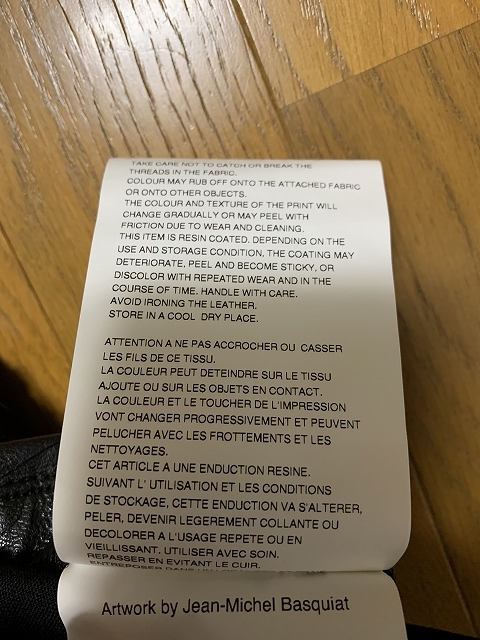 TAKE CARE NOT TO CATCH OR BREAK THE
THREADS IN THE FABRIC.
COLOUR MAY RUB OFF ONTO THE ATTACHED FABRIC
OR ONTO OTHER OBJECTS.
THE COLOUR AND TEXTURE OF THE PRINT WILL
CHANGE GRADUALLY OR MAY PEEL WITH
FRICTION DUE TO WEAR AND CLEANING.
THIS ITEM IS RESIN COATED. DEPENDING ON THE
USE AND STORAGE CONDITION, THE COATING MAY
DETERIORATE, PEEL AND BECOME STICKY, OR
DISCOLOR WITH REPEATED WEAR AND IN THE
COURSE OF TIME. HANDLE WITH CARE.
AVOID IRONING THE LEATHER.
STORE IN A COOL DRY PLACE.
ATTENTION A NE PAS ACCROCHER OU CASSER
LES FILS DE CE TISSU.
LA COULEUR PEUT DETEINDRE SUR LE TISSU
AJOUTE OU SUR LES OBJETS EN CONTACT.
LA COULEUR ET LE TOUCHER DE L'IMPRESSION
VONT CHANGER PROGRESSIVEMENT ET PEUVENT
PELUCHER AVEC LES FROTTEMENTS ET LES
NETTOYAGES.
CET ARTICLE A UNE ENDUCTION RESINE.
SUIVANT L' UTILISATION ET LES CONDITIONS
DE STOCKAGE, CETTE ENDUCTION VA S'ALTERER,
PELER, DEVENIR LEGEREMENT COLLANTE OU
DECOLORER A L'USAGE REPETE OU EN
VIEILLISSANT. UTILISER AVEC SOIN.
REPASSER EN EVITANT LE CUIR.
ENTREPOSER DANS UN
Artwork by Jean-Michel Basquiat